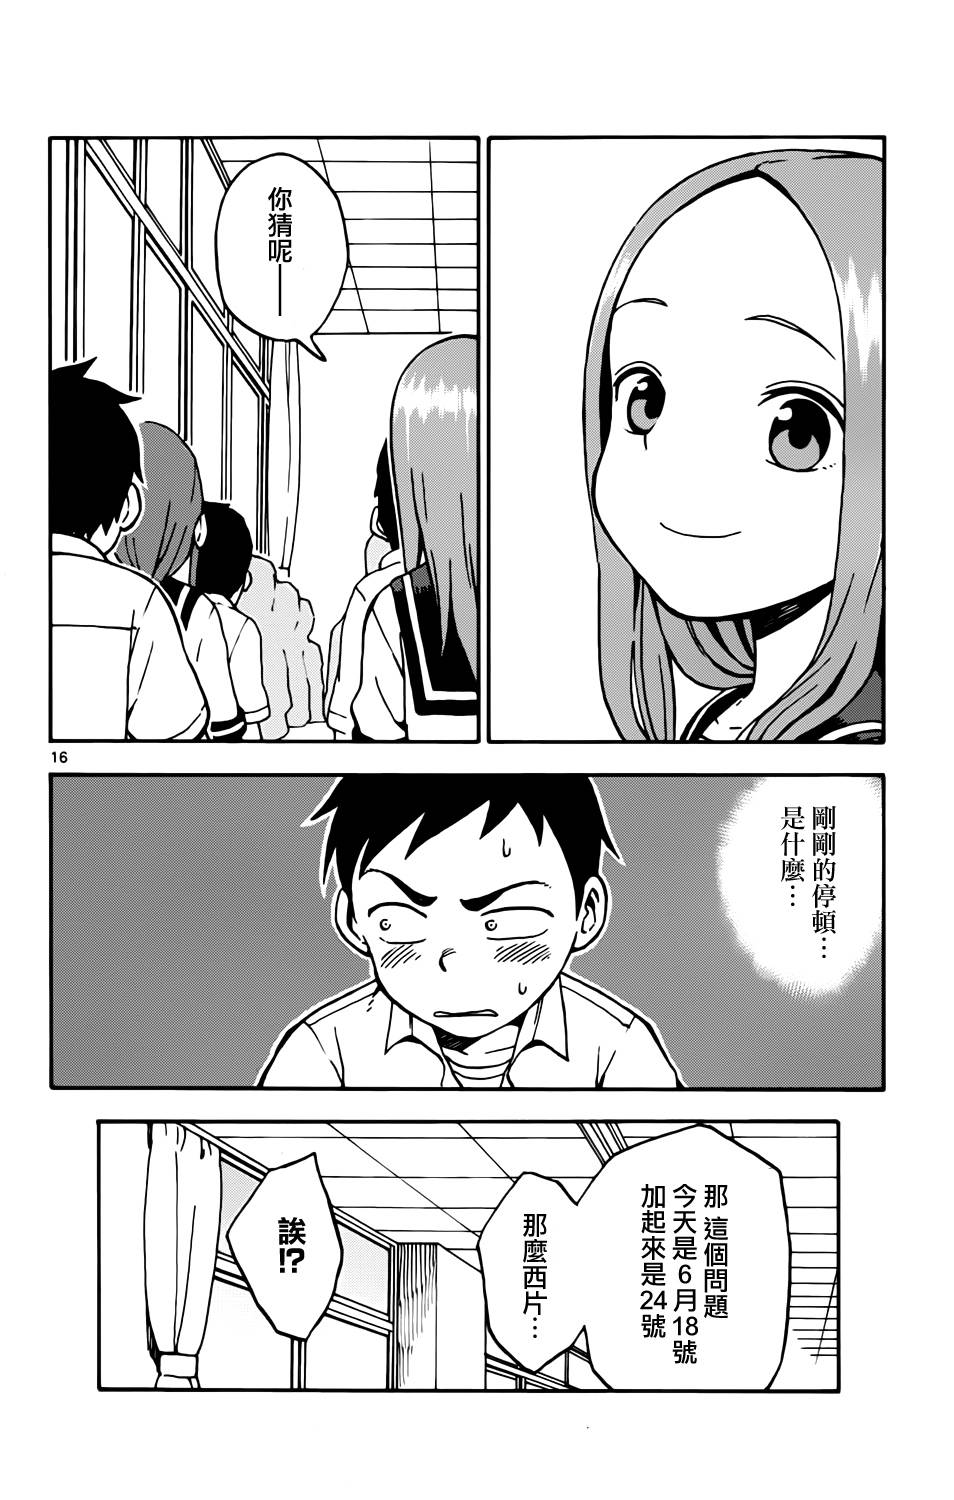 你猜呢—
16
剛剛的停頓…
是什麼…
那 這個問題
今天是6月18號
加起來是24號
那麼西片…
誒!?